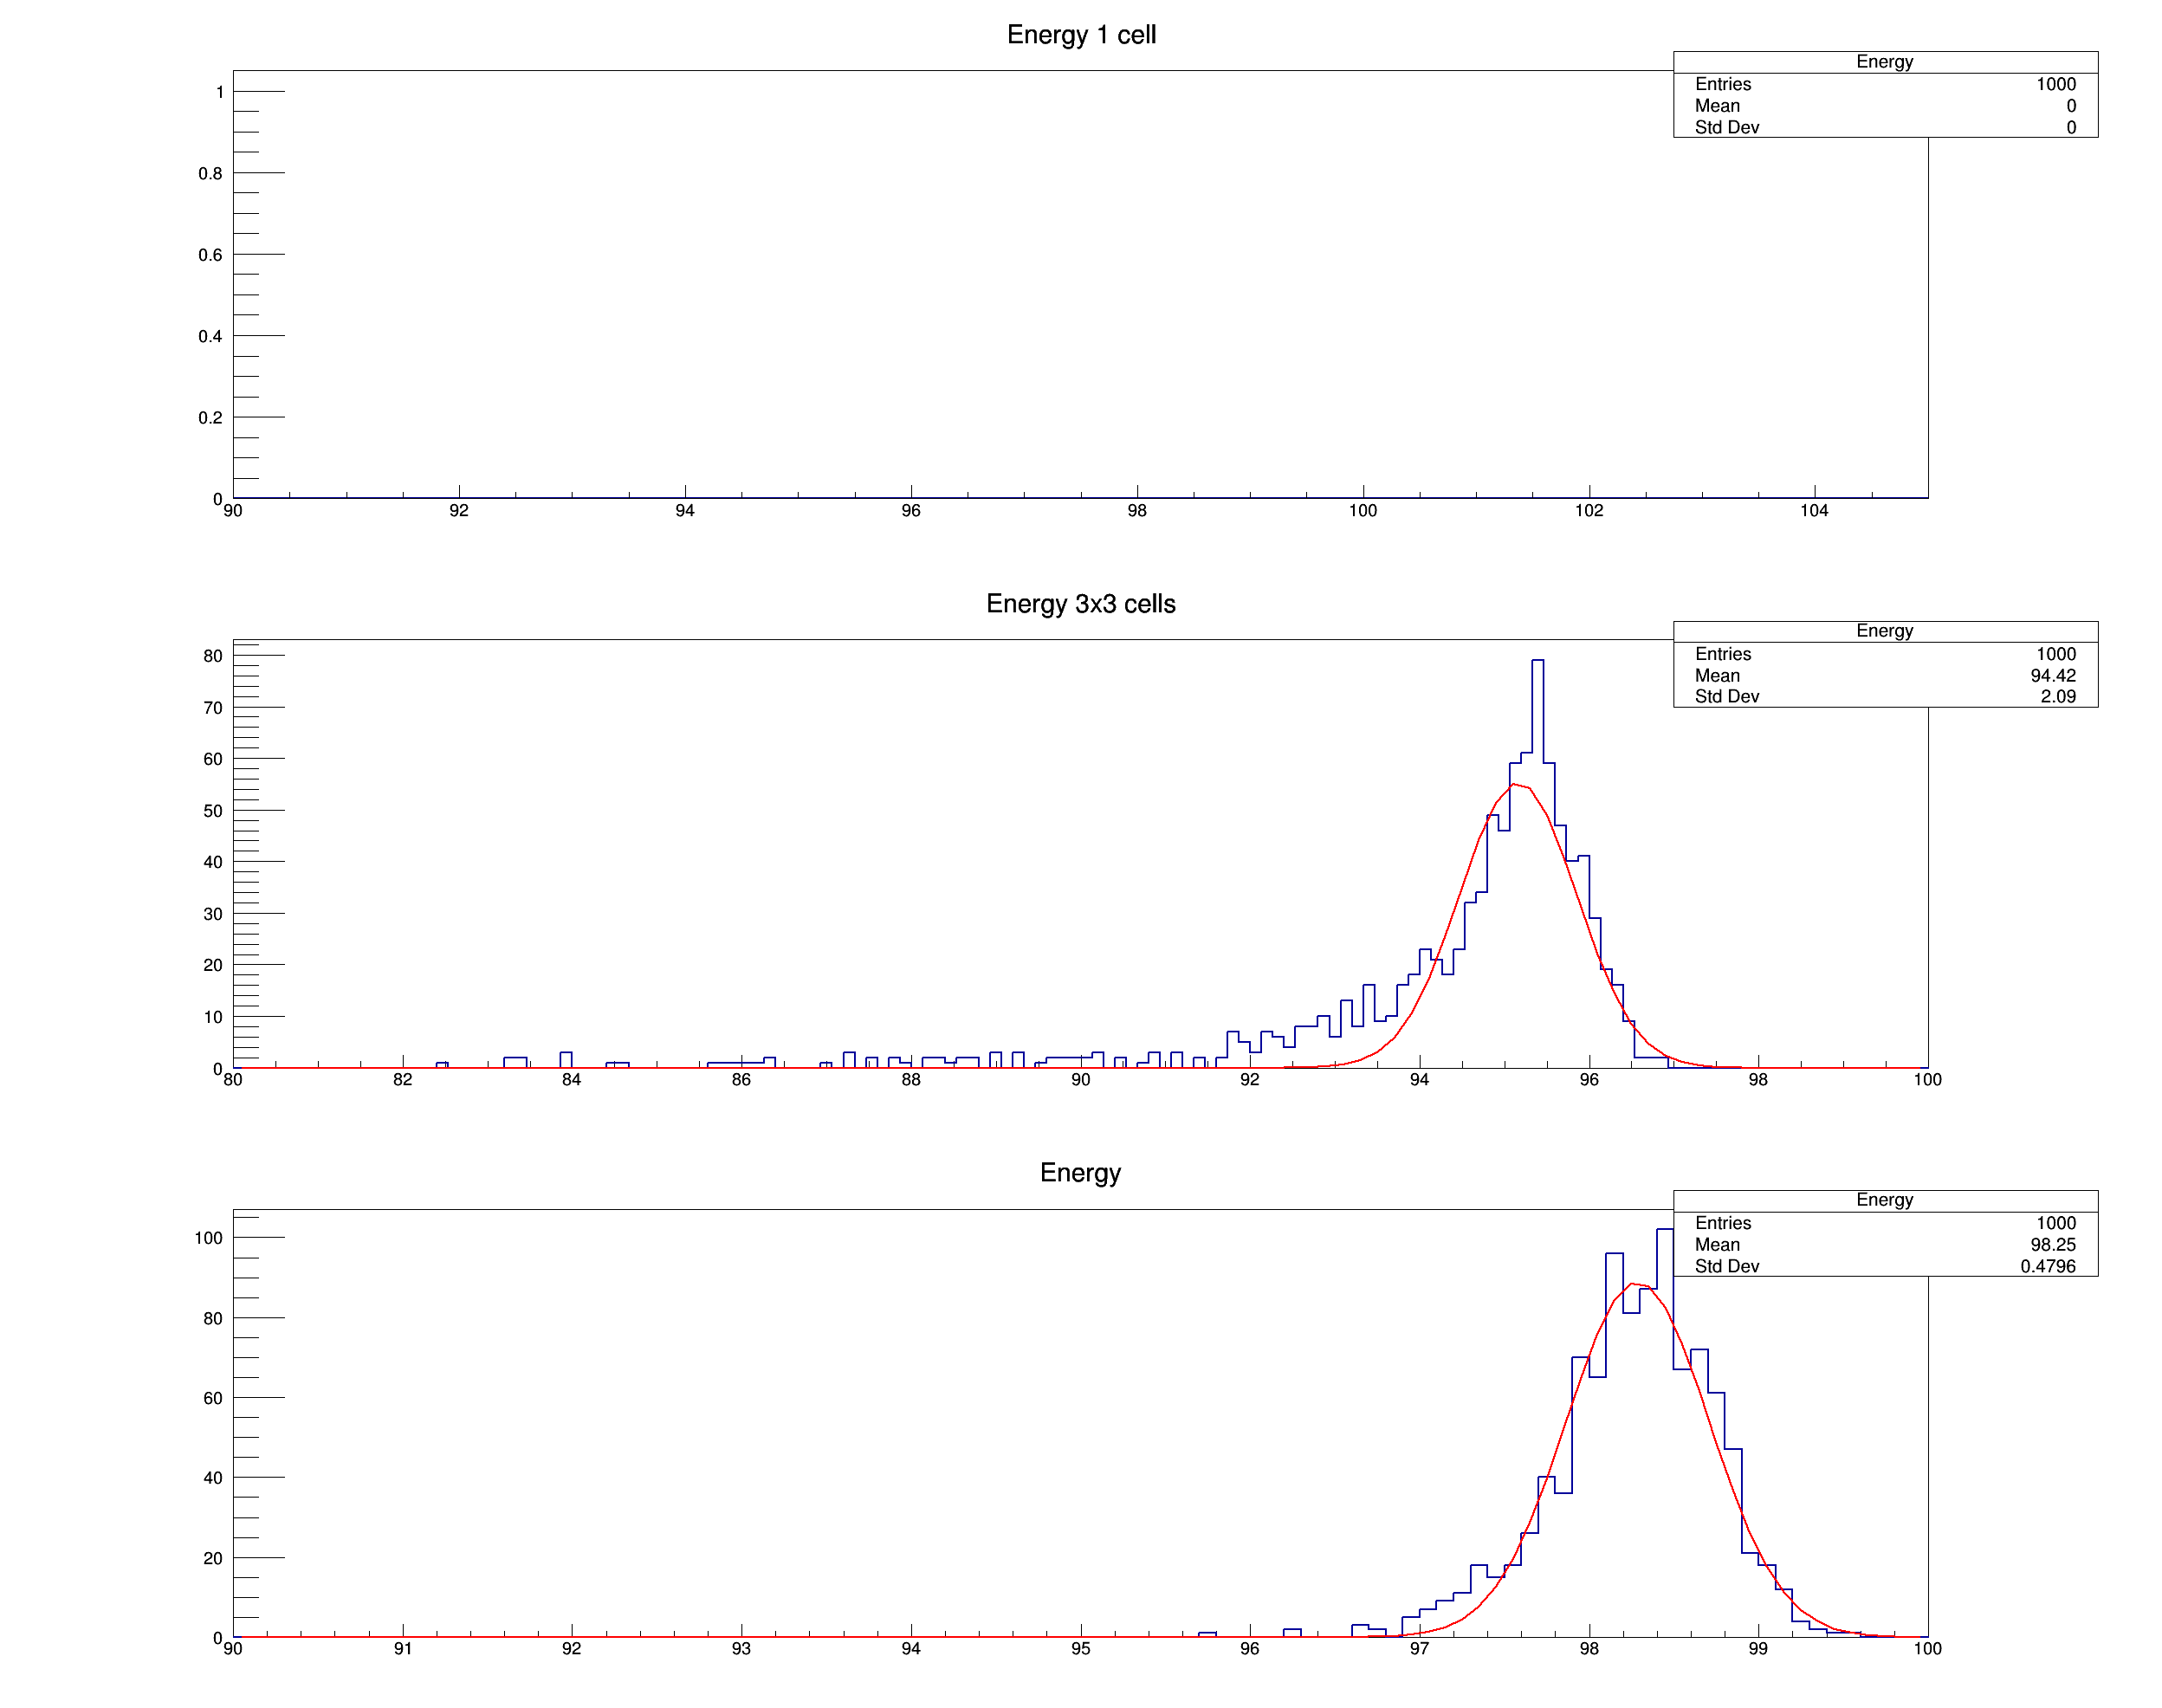 Energy 1 cell
Energy
Entries 1000
Mean 0
Std Dev 0
1
0.8
0.6
0.4
0.2
0
90 92 94 96 98 100 102 104
Energy 3x3 cells
Energy
Entries 1000
Mean 94.42
Std Dev 2.09
80
70
60
50
40
30
20
10
0
80 82 84 86 88 90 92 94 96 98 100
Energy
Energy
Entries 1000
Mean 98.25
Std Dev 0.4796
100
80
60
40
20
0
90 91 92 93 94 95 96 97 98 99 100